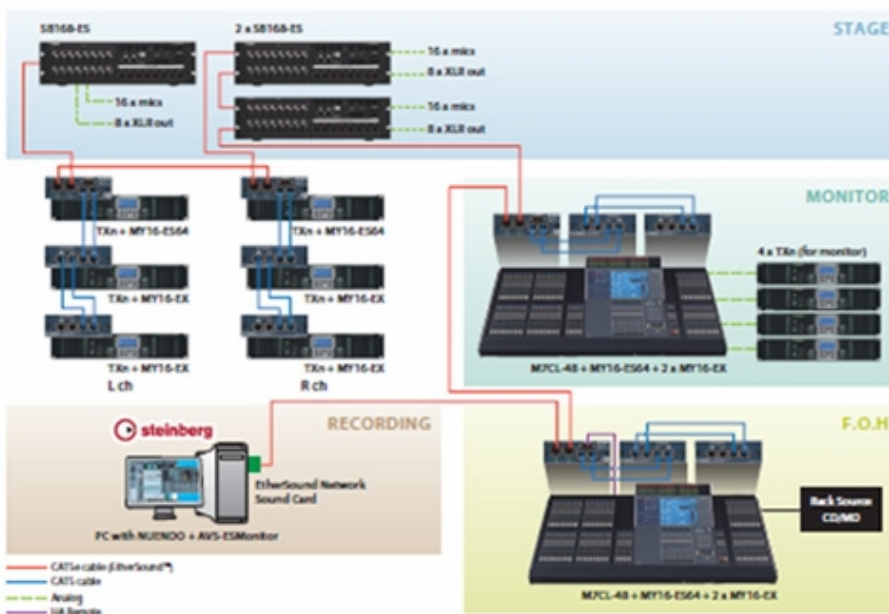 SB168-ES
2 x SB168-ES
STAGE
16 x mics
8 x XLR out
16 x mics
8 x XLR out
16 x mics
8 x XLR out
MONITOR
TXn + MY16-ES64
TXn + MY16-ES64
4 x TXn (for monitor)
TXn + MY16-EX
TXn + MY16-EX
TXn + MY16-EX
TXn + MY16-EX
L ch
R ch
M7CL-48 + MY16-ES64 + 2 x MY16-EX
RECORDING
F.O.H
steinberg
EtherSound Network
Sound Card
PC with NUENDO + AVS-ESMonitor
Back Source
CD/MD
CAT5e cable (EtherSound™)
CAT5 cable
Analog
HA Remote
M7CL-48 + MY16-ES64 + 2 x MY16-EX